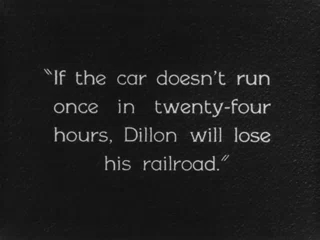 "If the car doesn't run
once in twenty-four
hours, Dillon will lose
his railroad."